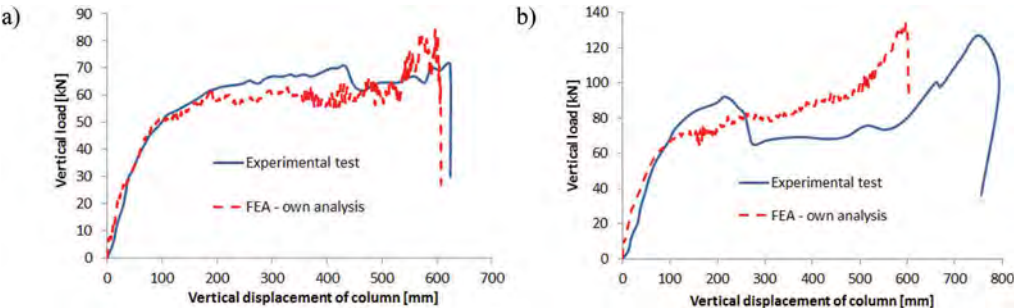 a)
Vertical load [kN]
90
80
70
60
50
40
30
20
10
0
Experimental test
FEA - own analysis
0 100 200 300 400 500 600 700
Vertical displacement of column [mm]
b)
Vertical load [kN]
140
120
100
80
60
40
20
0
Experimental test
FEA - own analysis
0 100 200 300 400 500 600 700 800
Vertical displacement of column [mm]